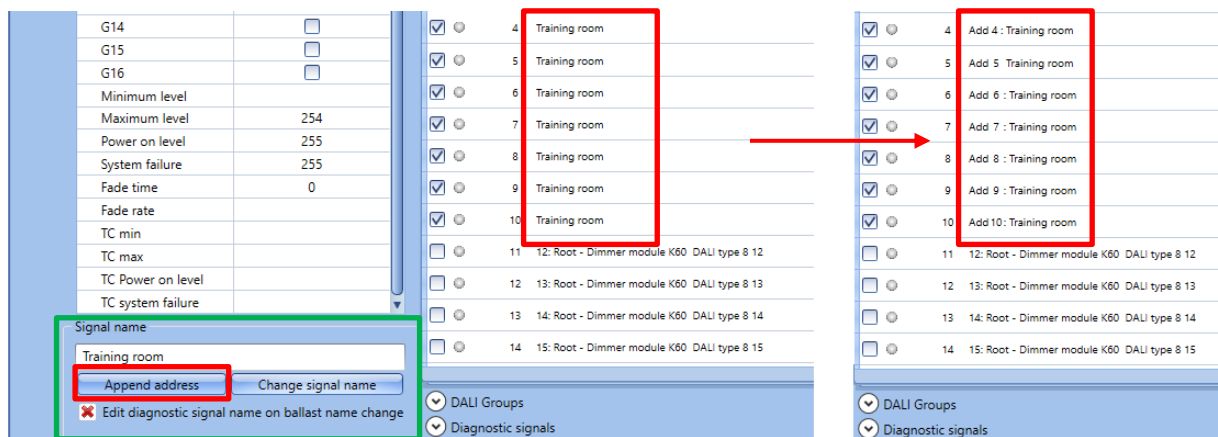 G14
G15
G16
Minimum level
Maximum level 254
Power on level 255
System failure 255
Fade time 0
Fade rate
TC min
TC max
TC Power on level
TC system failure
Signal name
Training room
Append address Change signal name
Edit diagnostic signal name on ballast name change
4 Training room
5 Training room
6 Training room
7 Training room
8 Training room
9 Training room
10 Training room
11 12: Root - Dimmer module K60 DALI type 8 12
12 13: Root - Dimmer module K60 DALI type 8 13
13 14: Root - Dimmer module K60 DALI type 8 14
14 15: Root - Dimmer module K60 DALI type 8 15
DALI Groups
Diagnostic signals
4 Add 4 : Training room
5 Add 5 Training room
6 Add 6 : Training room
7 Add 7 : Training room
8 Add 8 : Training room
9 Add 9 : Training room
10 Add10: Training room
11 12: Root - Dimmer module K60 DALI type 8 12
12 13: Root - Dimmer module K60 DALI type 8 13
13 14: Root - Dimmer module K60 DALI type 8 14
14 15: Root - Dimmer module K60 DALI type 8 15
DALI Groups
Diagnostic signals